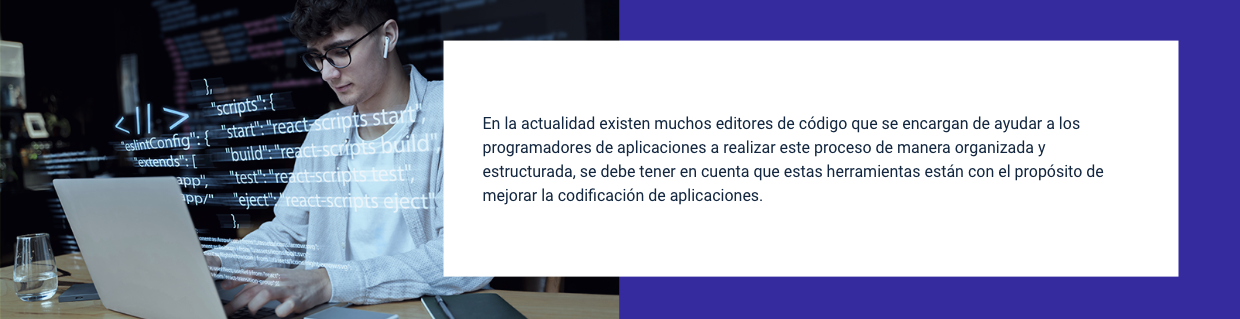 },
"scripts": {
"start": "react-scripts start",
"eslintConfig": {
"build": "react-scripts build",
"extends": [
"test": "react-scripts test",
"eject": "react-scripts eject"
},
En la actualidad existen muchos editores de código que se encargan de ayudar a los
programadores de aplicaciones a realizar este proceso de manera organizada y
estructurada, se debe tener en cuenta que estas herramientas están con el propósito de
mejorar la codificación de aplicaciones.